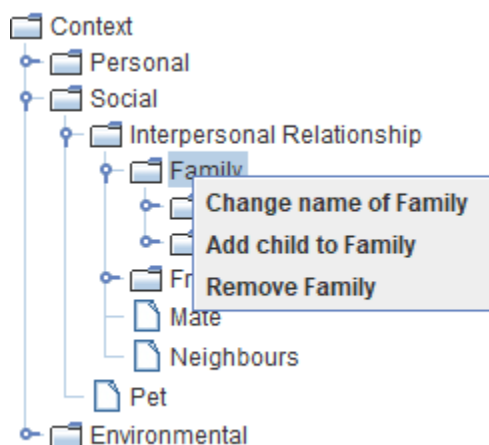 Context
Personal
Social
Interpersonal Relationship
Family
Change name of Family
Add child to Family
Remove Family
Mate
Neighbours
Pet
Environmental